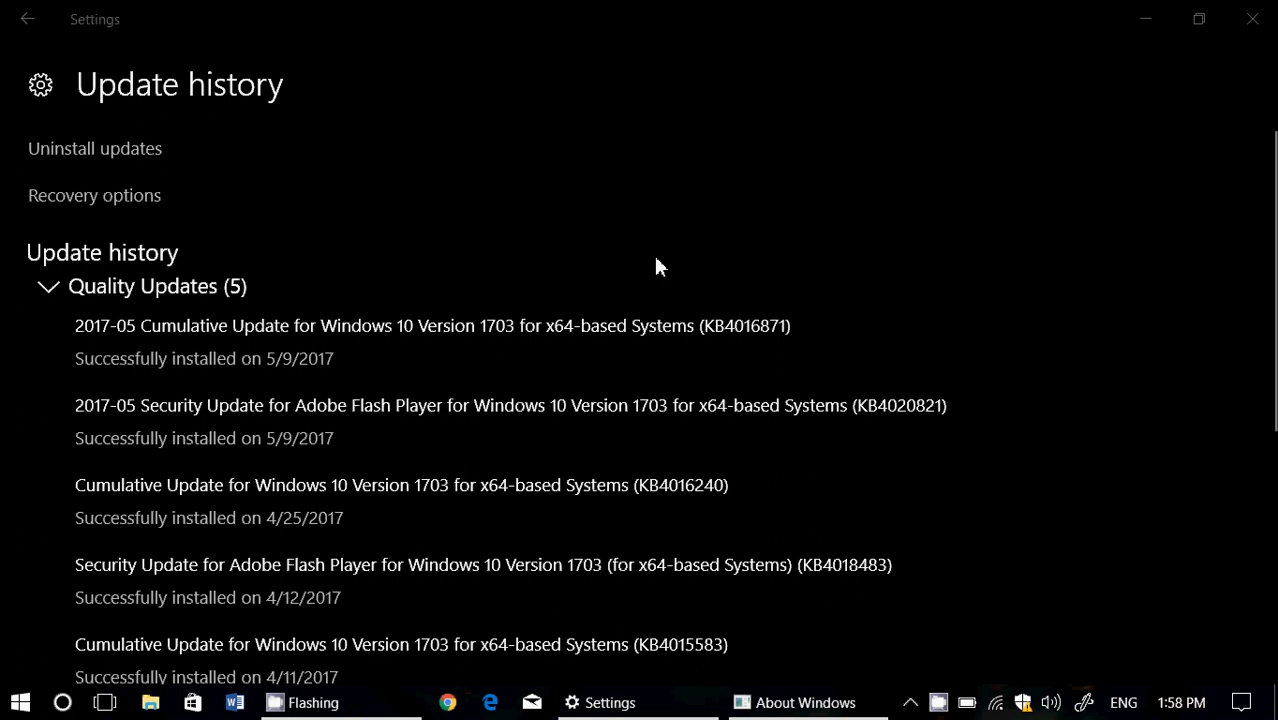 Settings
Update history
Uninstall updates
Recovery options
Update history
Quality Updates (5)
2017-05 Cumulative Update for Windows 10 Version 1703 for x64-based Systems (KB4016871)
Successfully installed on 5/9/2017
2017-05 Security Update for Adobe Flash Player for Windows 10 Version 1703 for x64-based Systems (KB4020821)
Successfully installed on 5/9/2017
Cumulative Update for Windows 10 Version 1703 for x64-based Systems (KB4016240)
Successfully installed on 4/25/2017
Security Update for Adobe Flash Player for Windows 10 Version 1703 (for x64-based Systems) (KB4018483)
Successfully installed on 4/12/2017
Cumulative Update for Windows 10 Version 1703 for x64-based Systems (KB4015583)
Successfully installed on 4/11/2017
Flashing Settings About Windows ENG 1:58 PM